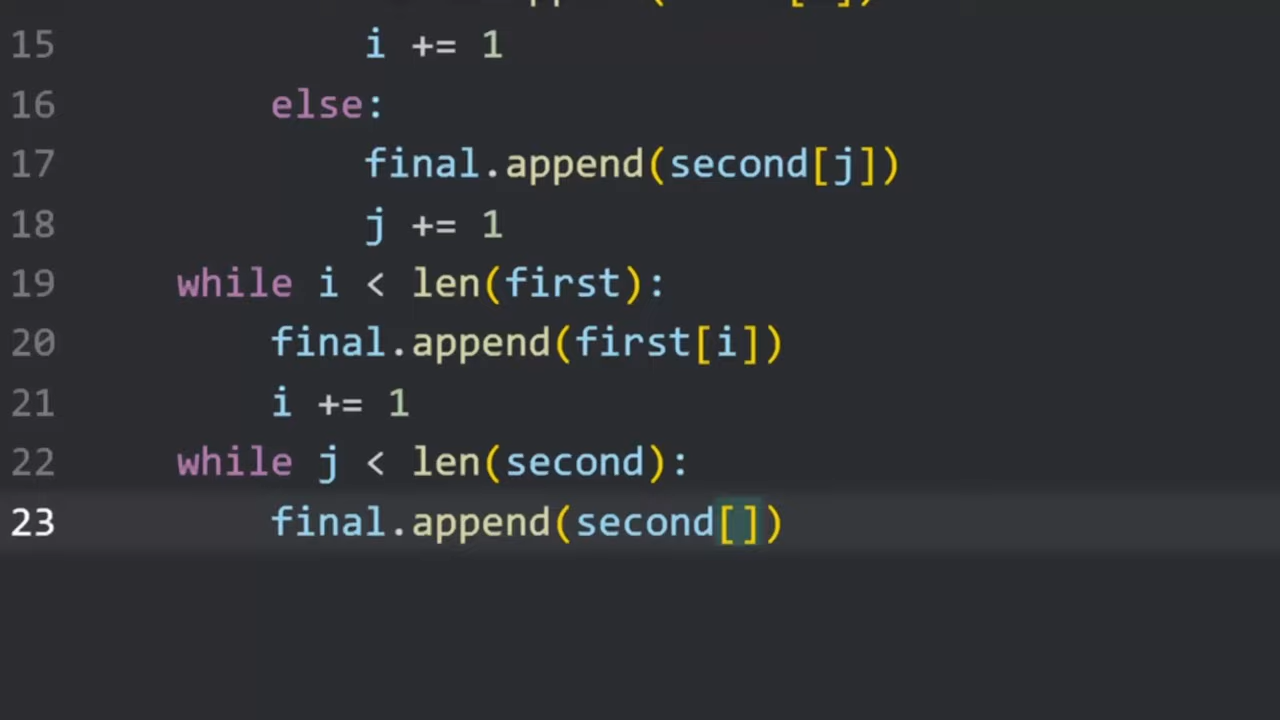 15 i += 1
16 else:
17 final.append(second[j])
18 j += 1
19 while i < len(first):
20 final.append(first[i])
21 i += 1
22 while j < len(second):
23 final.append(second[])